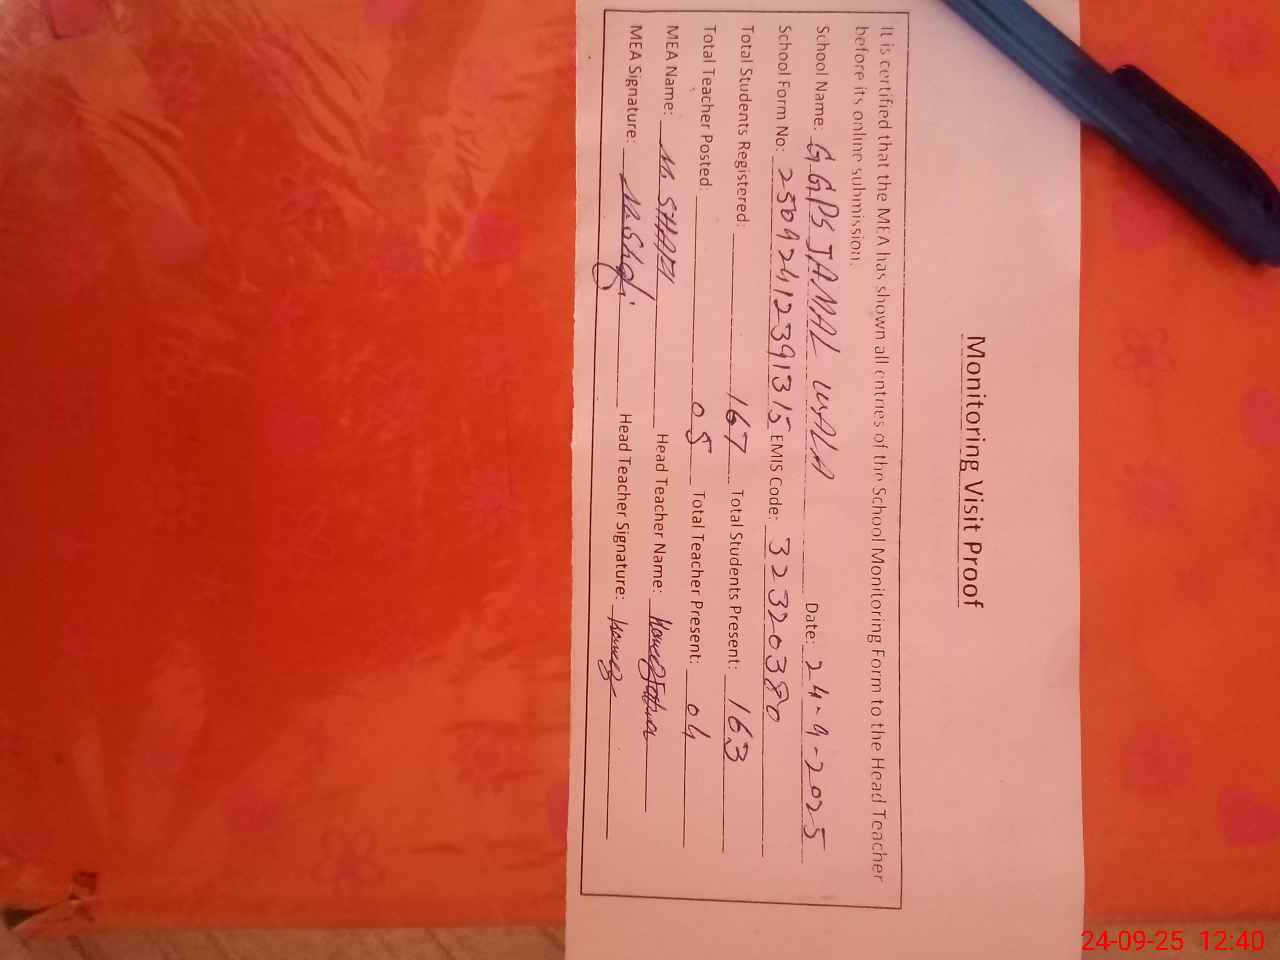 Monitoring Visit Proof
It is certified that the MEA has shown all entries of the School Monitoring Form to the Head Teacher
before its online submission.
School Name: GGPS JAMAL WALA Date: 24-9-2025
School Form No: 25092412391315 EMIS Code: 32320380
Total Students Registered: 167 Total Students Present: 163
Total Teacher Posted: 05 Total Teacher Present: 04
MEA Name: M. SHAFI Head Teacher Name:
MEA Signature: M. Shafi Head Teacher Signature:
24-09-25 12:40